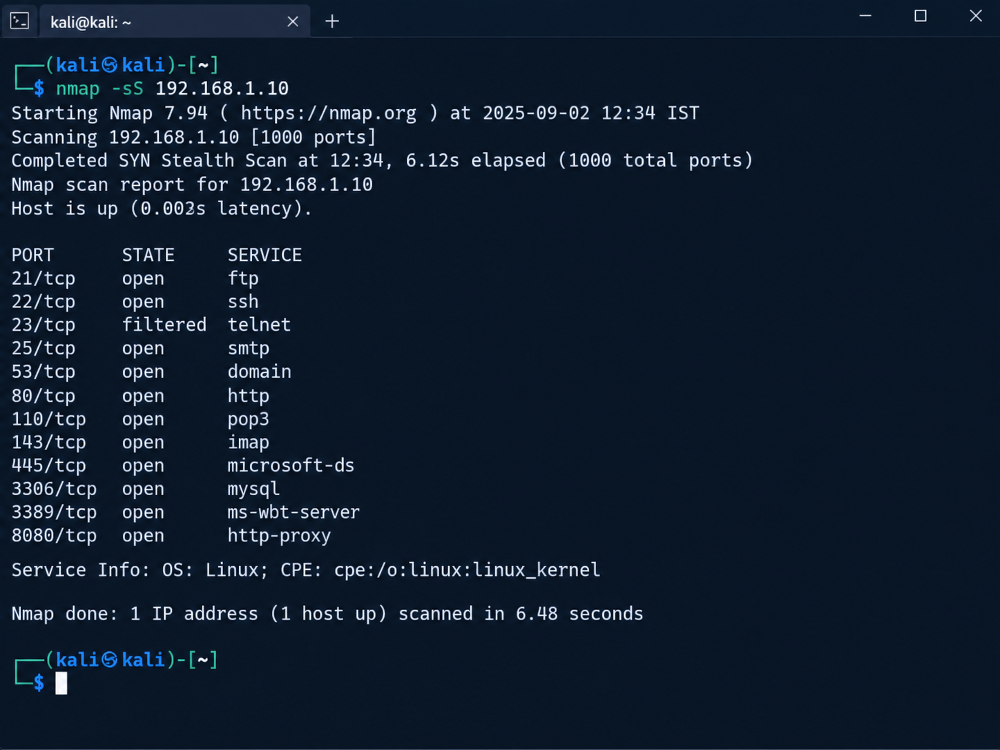 kali@kali: ~
┌──(kali㉿kali)-[~]
└─$ nmap -sS 192.168.1.10
Starting Nmap 7.94 ( https://nmap.org ) at 2025-09-02 12:34 IST
Scanning 192.168.1.10 [1000 ports]
Completed SYN Stealth Scan at 12:34, 6.12s elapsed (1000 total ports)
Nmap scan report for 192.168.1.10
Host is up (latency).

PORT      STATE     SERVICE
21/tcp    open      ftp
22/tcp    open      ssh
23/tcp    filtered  telnet
25/tcp    open      smtp
53/tcp    open      domain
80/tcp    open      http
110/tcp   open      pop3
143/tcp   open      imap
445/tcp   open      microsoft-ds
3306/tcp  open      mysql
3389/tcp  open      ms-wbt-server
8080/tcp  open      http-proxy
Service Info: OS: Linux; CPE: cpe:/o:linux:linux_kernel

Nmap done: 1 IP address (1 host up) scanned in 6.48 seconds

┌──(kali㉿kali)-[~]
└─$